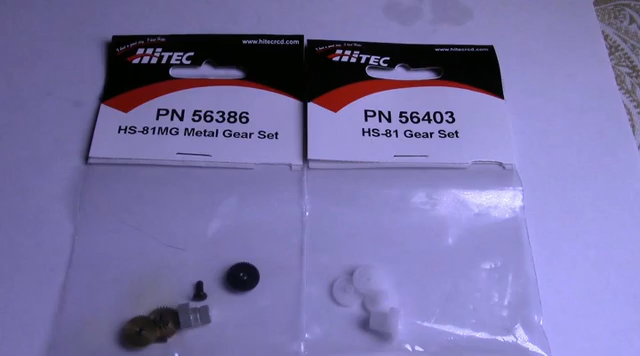 www.hitecrcd.com
HiTEC
PN 56386
HS-81MG Metal Gear Set
www.hitecrcd.com
HiTEC
PN 56403
HS-81 Gear Set